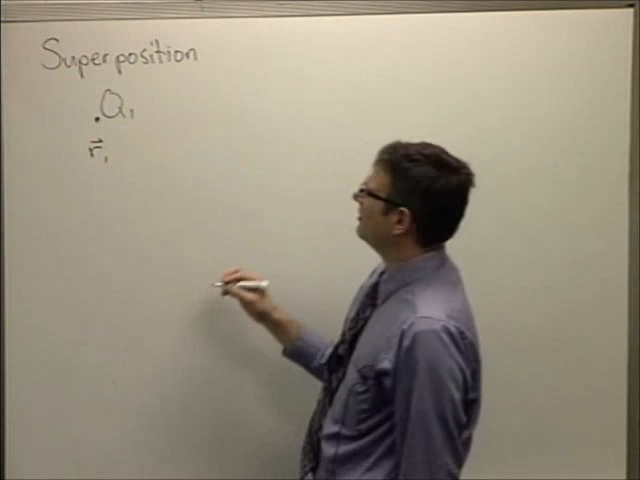 Superposition
.Q₁
r⃗₁